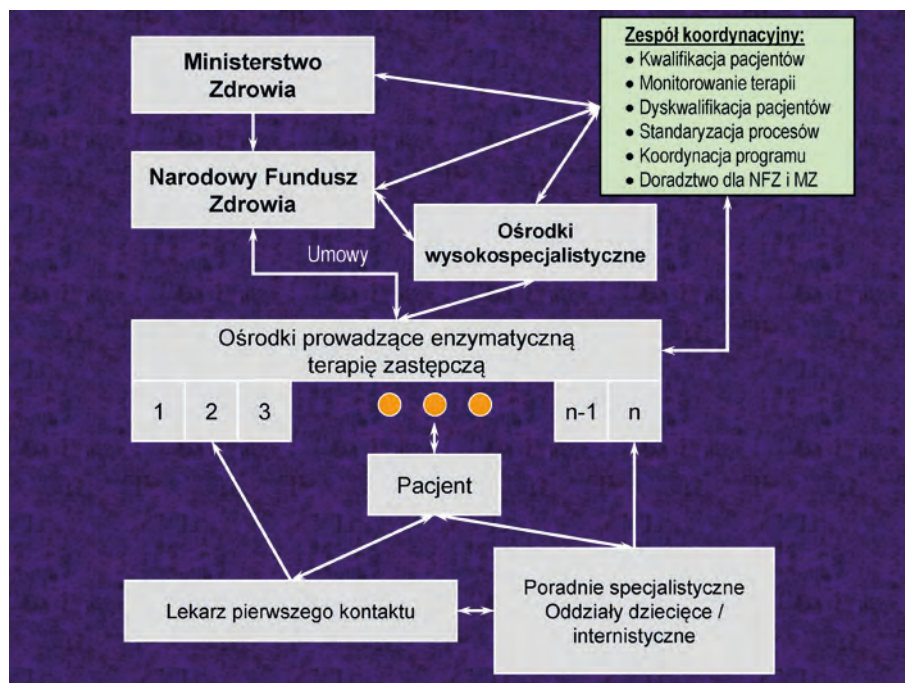 Ministerstwo
Zdrowia
Zespół koordynacyjny:
● Kwalifikacja pacjentów
● Monitorowanie terapii
● Dyskwalifikacja pacjentów
● Standaryzacja procesów
● Koordynacja programu
● Doradztwo dla NFZ i MZ
Narodowy Fundusz
Zdrowia
Ośrodki
wysokospecjalistyczne
Umowy
Ośrodki prowadzące enzymatyczną
terapię zastępczą
1 2 3 n-1 n
Pacjent
Lekarz pierwszego kontaktu
Poradnie specjalistyczne
Oddziały dziecięce /
internistyczne